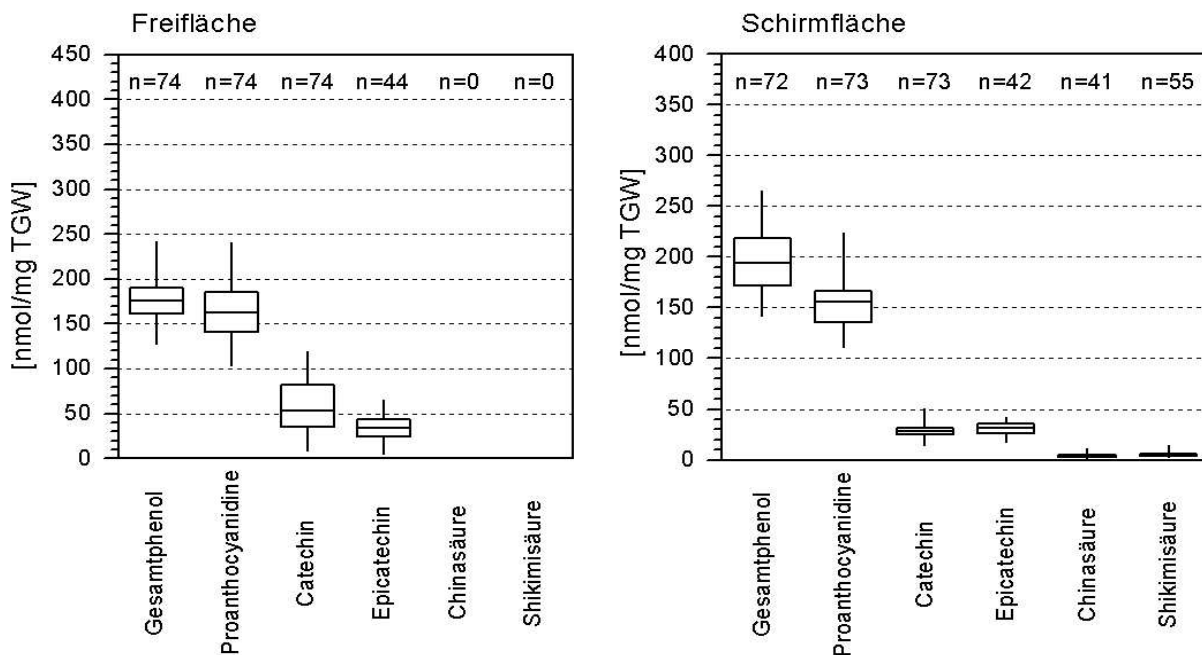 Freifläche
450
400
350
300
250
200
150
100
50
0
[nmol/mg TGW]
n=74 n=74 n=74 n=44 n=0 n=0
Gesamtphenol
Proanthocyanidine
Catechin
Epicatechin
Chinasäure
Shikimisäure
Schirmfläche
400
350
300
250
200
150
100
50
0
[nmol/mg TGW]
n=72 n=73 n=73 n=42 n=41 n=55
Gesamtphenol
Proanthocyanidine
Catechin
Epicatechin
Chinasäure
Shikimisäure